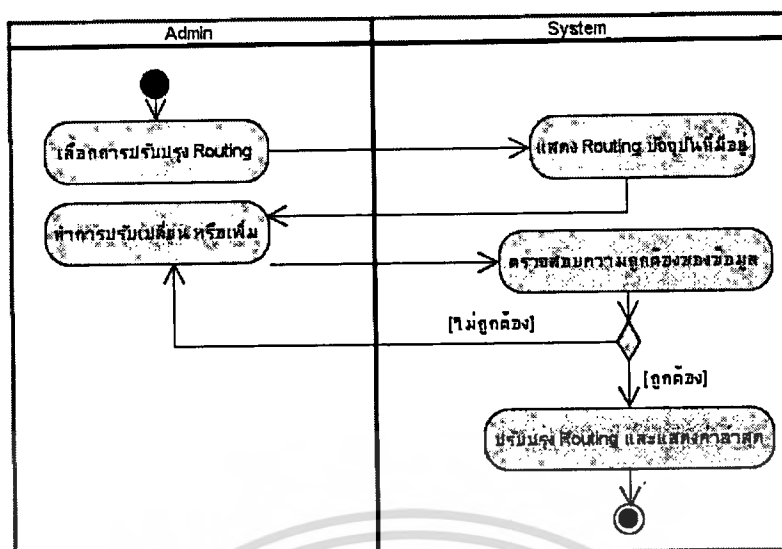 Admin
System
เลือกการปรับปรุง Routing
แสดง Routing ปัจจุบันที่มีอยู่
ทำการปรับเปลี่ยน หรือเพิ่ม
ตรวจสอบความถูกต้องของข้อมูล
[ไม่ถูกต้อง]
[ถูกต้อง]
ปรับปรุง Routing และแสดงค่าล่าสุด